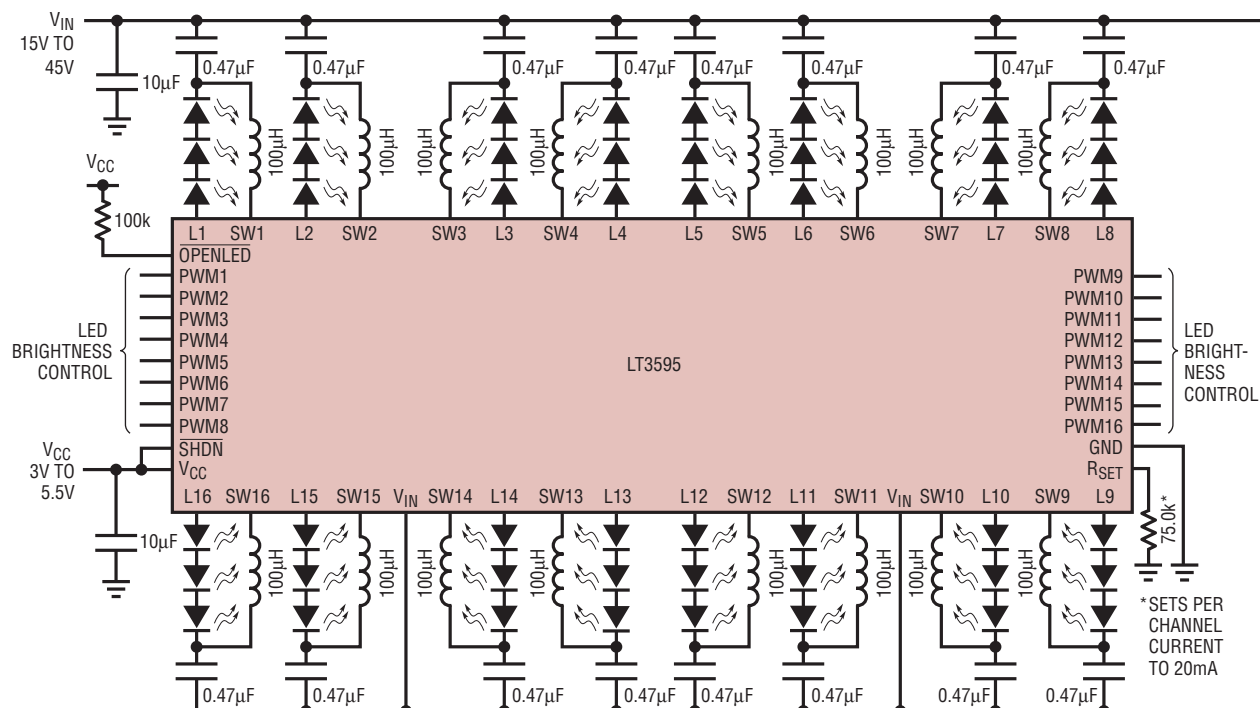 VIN
15V TO
45V
10µF
0.47µF
0.47µF
0.47µF
0.47µF
0.47µF
0.47µF
0.47µF
0.47µF
100µH
100µH
100µH
100µH
100µH
100µH
100µH
100µH
VCC
100k
L1 SW1 L2 SW2 SW3 L3 SW4 L4 L5 SW5 L6 SW6 SW7 L7 SW8 L8
OPENLED
PWM1
PWM2
PWM3
PWM4
PWM5
PWM6
PWM7
PWM8
SHDN
VCC
LED
BRIGHTNESS
CONTROL
VCC
3V TO
5.5V
10µF
LT3595
PWM9
PWM10
PWM11
PWM12
PWM13
PWM14
PWM15
PWM16
GND
RSET
LED
BRIGHT-
NESS
CONTROL
L16 SW16 L15 SW15 VIN SW14 L14 SW13 L13 L12 SW12 L11 SW11 VIN SW10 L10 SW9 L9
100µH
100µH
100µH
100µH
100µH
100µH
100µH
100µH
75.0k*
*SETS PER
CHANNEL
CURRENT
TO 20mA
0.47µF
0.47µF
0.47µF
0.47µF
0.47µF
0.47µF
0.47µF
0.47µF